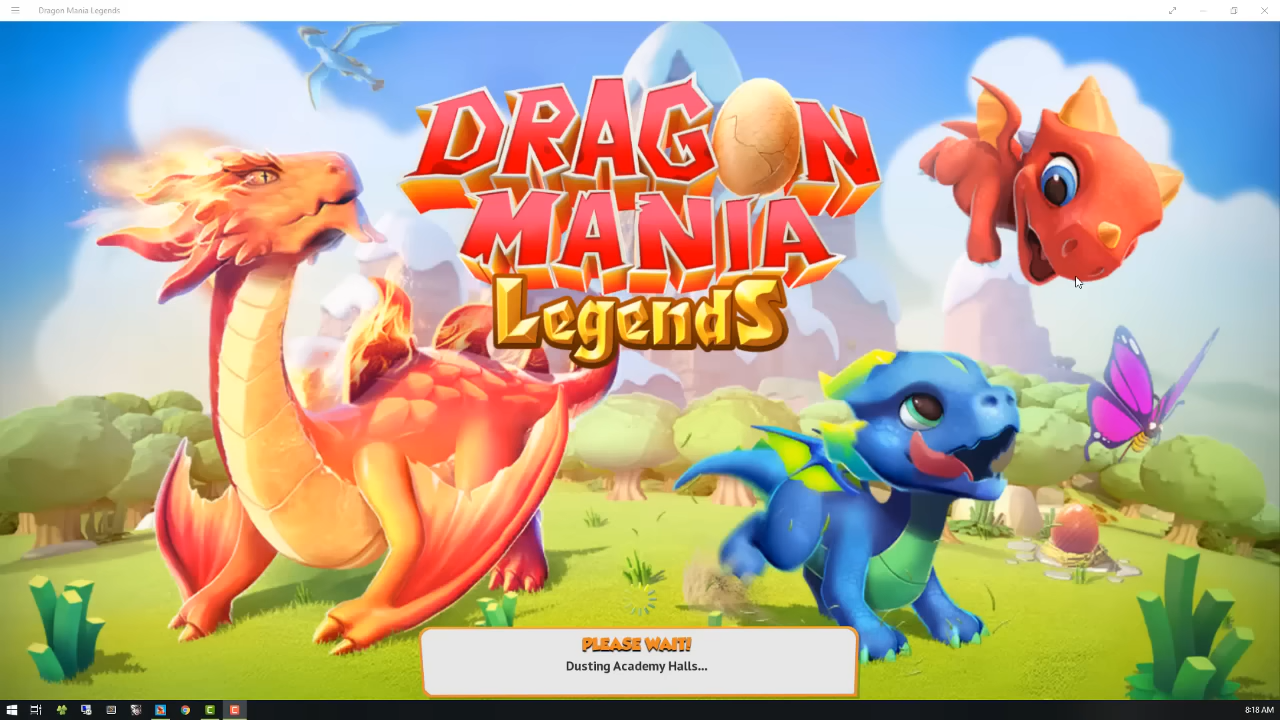 Dragon Mania Legends
DRAGON
MANIA
Legends
PLEASE WAIT!
Dusting Academy Halls...
8:18 AM